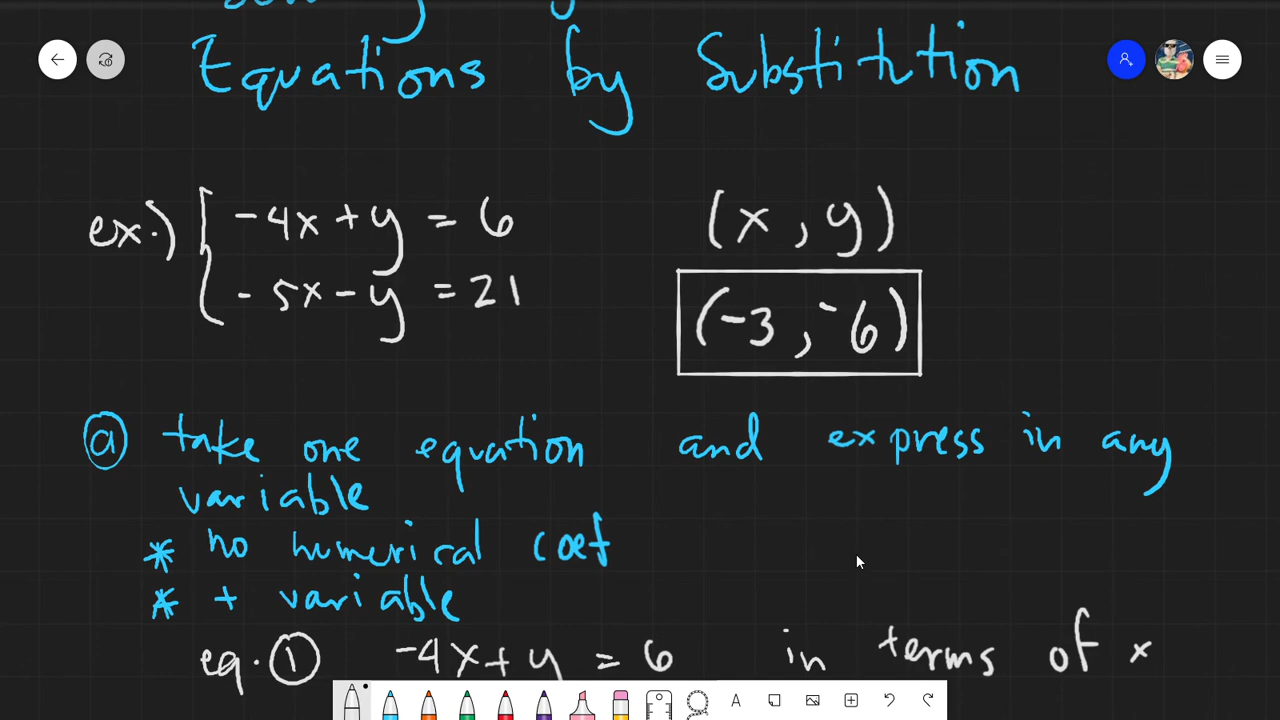 Equations by Substitution
ex.) -4x + y = 6
-5x - y = 21
(x, y)
(-3, -6)
ⓐ take one equation and express in any
variable
* no numerical coef
* + variable
eq. ① -4x + y = 6 in terms of x
A